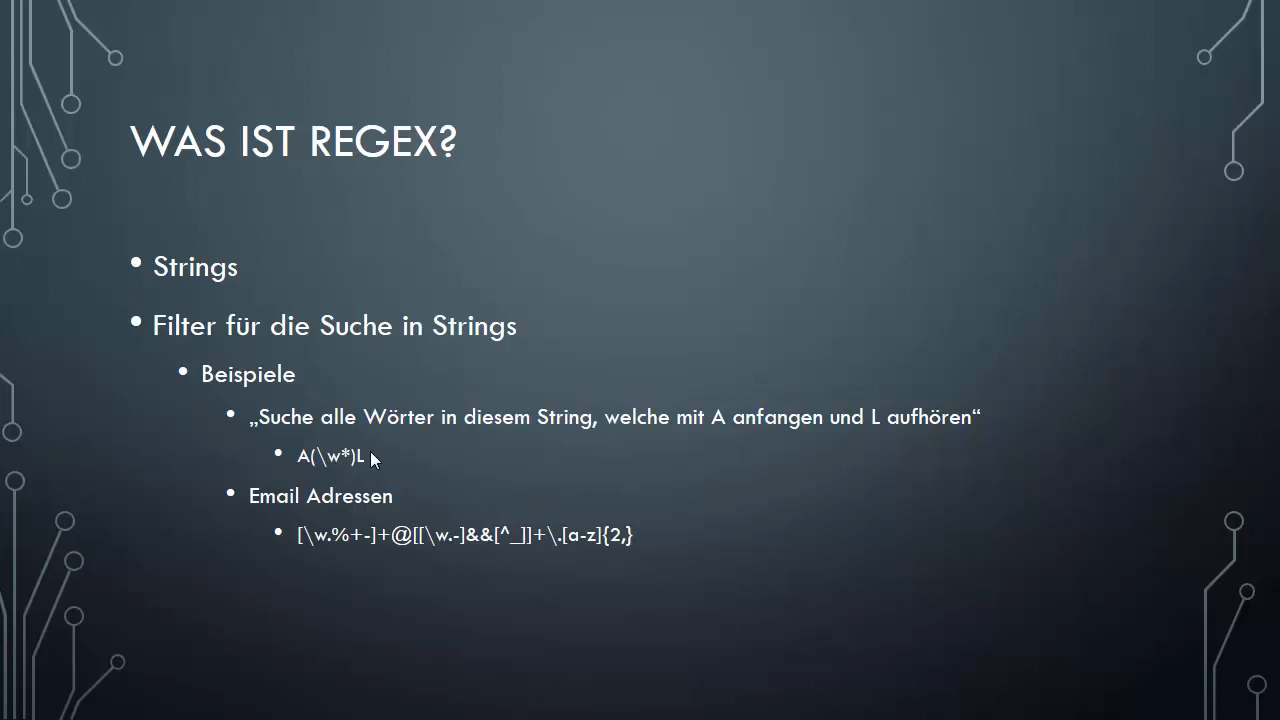 WAS IST REGEX?
• Strings
• Filter für die Suche in Strings
• Beispiele
• „Suche alle Wörter in diesem String, welche mit A anfangen und L aufhören“
• A(\w*)L
• Email Adressen
• [\w.%+-]+@[[\w.-]&&[^_]]+\.[a-z]{2,}